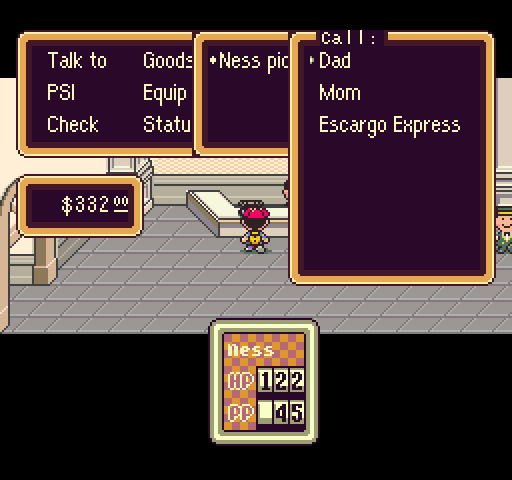 Talk to Goods
PSI Equip
Check Statu
•Ness pic
call:
Dad
Mom
Escargo Express
$332.00
Ness
HP 122
PP 45